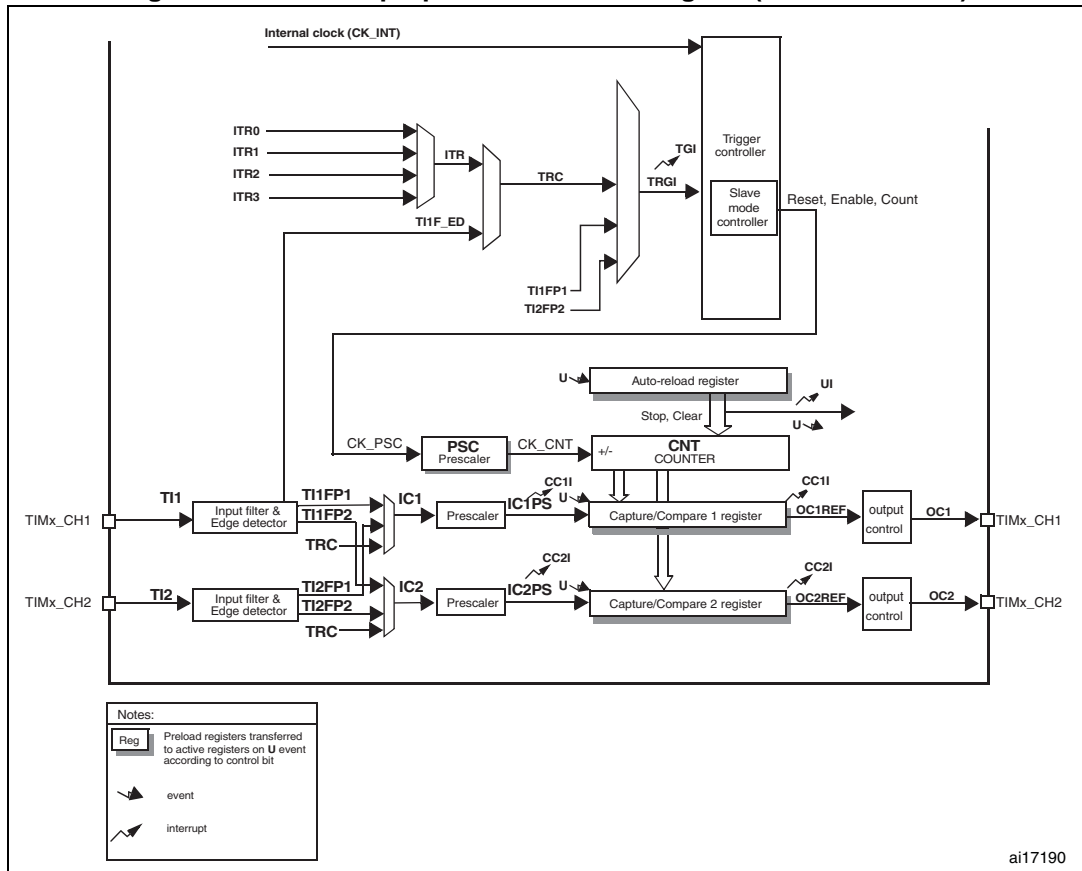 Internal clock (CK_INT)
ITR0
ITR1
ITR2
ITR3
ITR
TRC
TI1F_ED
TI1FP1
TI2FP2
TGI
TRGI
Trigger
controller
Slave
mode
controller
Reset, Enable, Count
U
Auto-reload register
UI
Stop, Clear
U
CK_PSC
PSC
Prescaler
CK_CNT
+/-
CNT
COUNTER
TIMx_CH1
TI1
Input filter &
Edge detector
TI1FP1
TI1FP2
TRC
IC1
Prescaler
IC1PS
CC1I
U
Capture/Compare 1 register
CC1I
OC1REF
output
control
OC1
TIMx_CH1
TIMx_CH2
TI2
Input filter &
Edge detector
TI2FP1
TI2FP2
TRC
IC2
Prescaler
IC2PS
CC2I
U
Capture/Compare 2 register
CC2I
OC2REF
output
control
OC2
TIMx_CH2
Notes:
Reg
Preload registers transferred
to active registers on U event
according to control bit
event
interrupt
ai17190